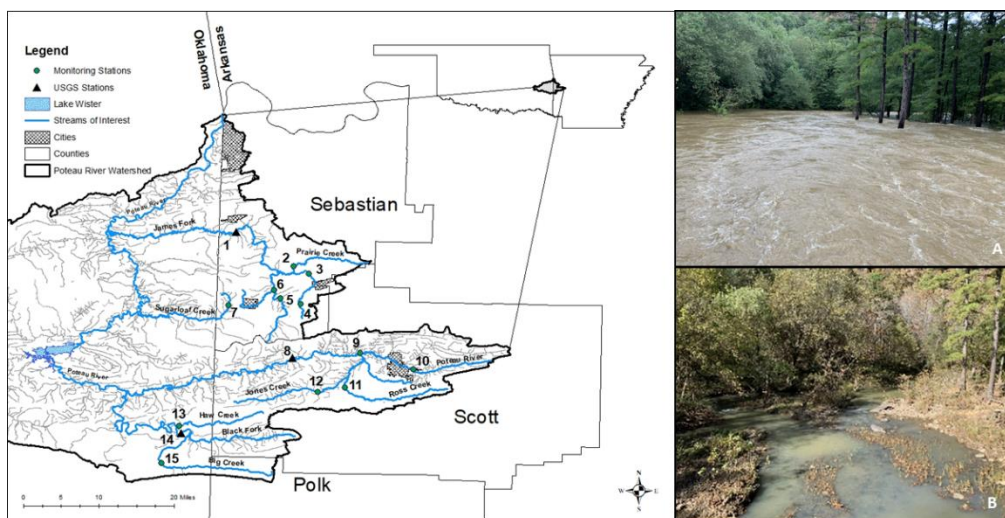 Legend
Monitoring Stations
USGS Stations
Lake Wister
Streams of Interest
Cities
Counties
Poteau River Watershed
Oklahoma
Arkansas
Poteau River
James Fork
1
Sebastian
Prairie Creek
2
3
6
5
4
Sugarloaf Creek
7
8
9
10
Poteau River
Poteau River
Jones Creek
12
11
Ross Creek
Scott
13
Haw Creek
14
Black Fork
15
Big Creek
Polk
0 5 10 20 Miles
N
W E
S
A
B